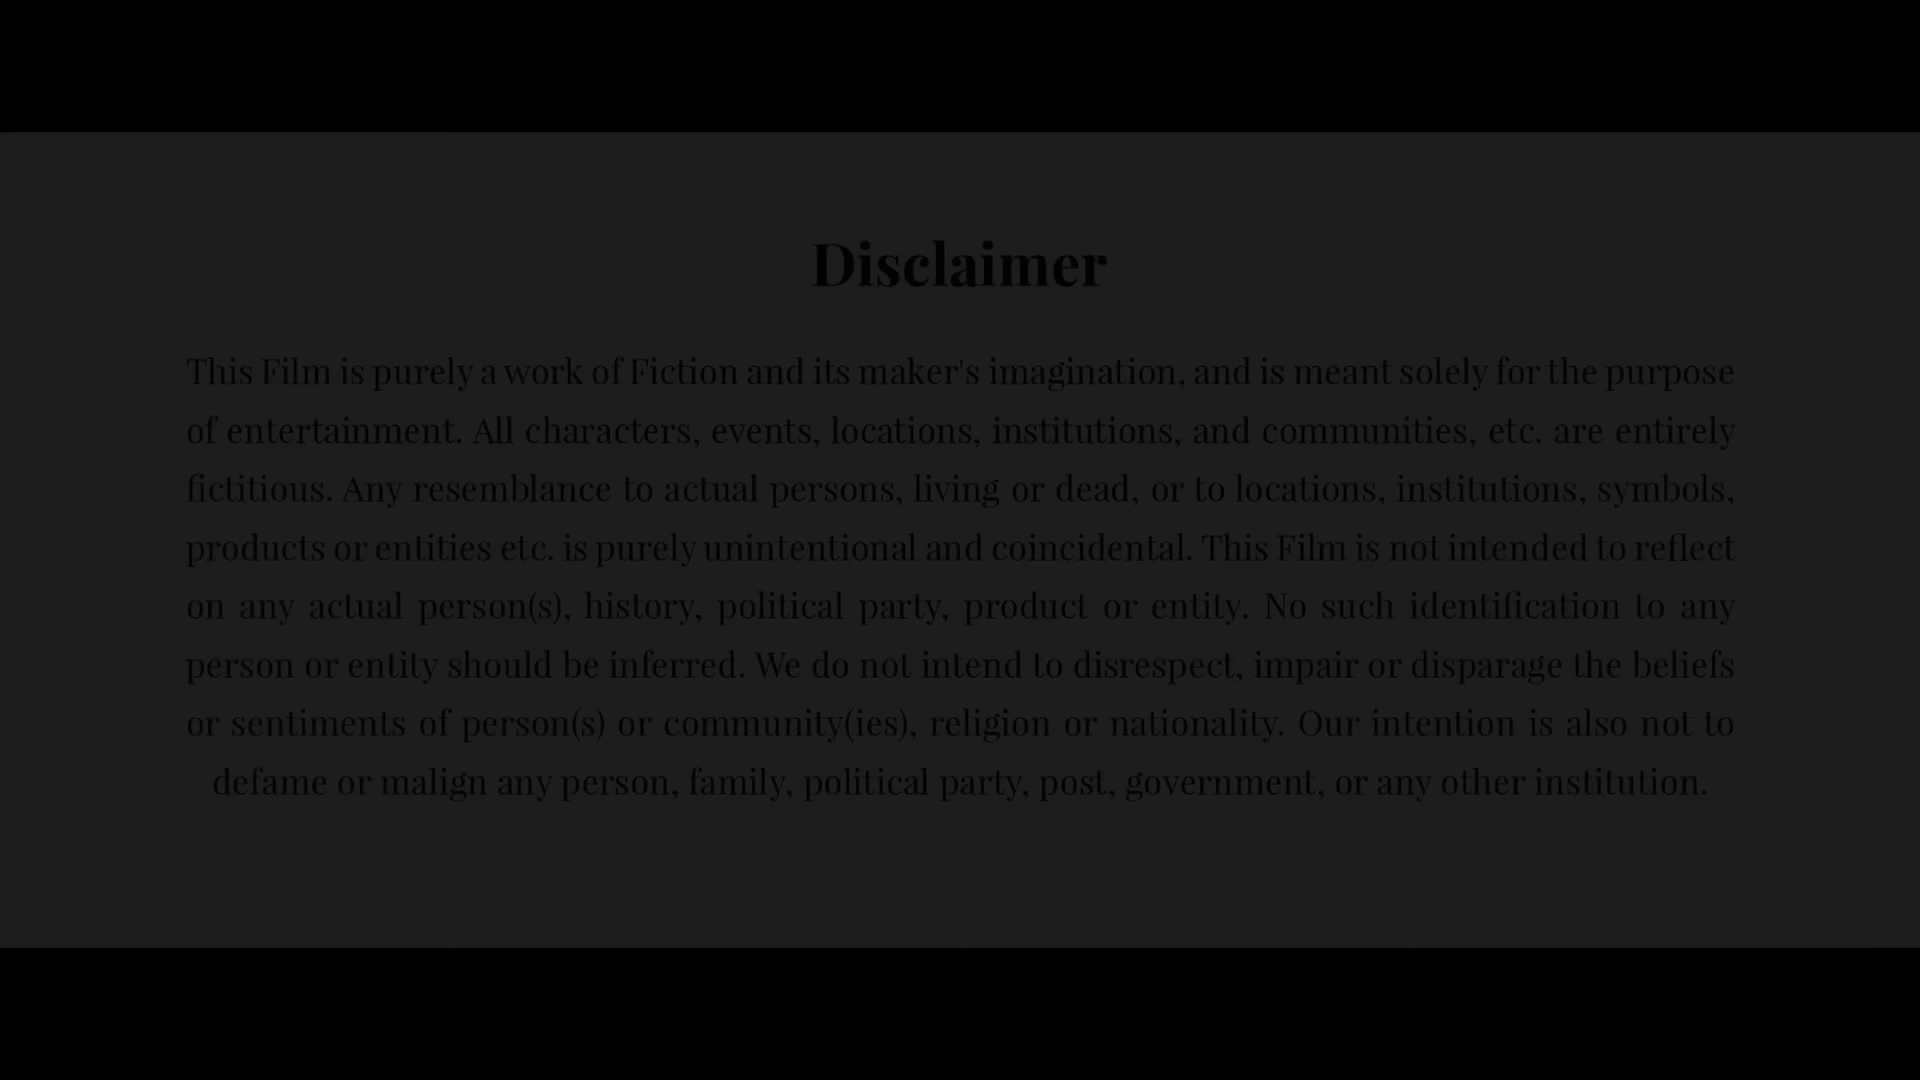 Disclaimer
This Film is purely a work of Fiction and its maker's imagination, and is meant solely for the purpose
of entertainment. All characters, events, locations, institutions, and communities, etc. are entirely
fictitious. Any resemblance to actual persons, living or dead, or to locations, institutions, symbols,
products or entities etc. is purely unintentional and coincidental. This Film is not intended to reflect
on any actual person(s), history, political party, product or entity. No such identification to any
person or entity should be inferred. We do not intend to disrespect, impair or disparage the beliefs
or sentiments of person(s) or community(ies), religion or nationality. Our intention is also not to
defame or malign any person, family, political party, post, government, or any other institution.